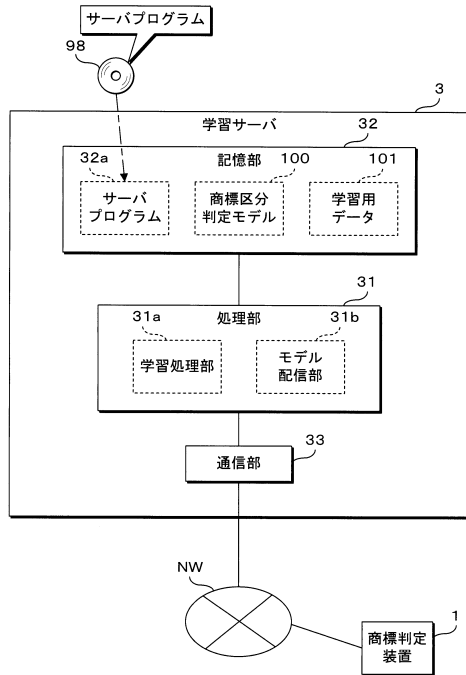 サーバプログラム
98
3
学習サーバ
32
記憶部
32a
100
101
サーバ
プログラム
商標区分
判定モデル
学習用
データ
31
処理部
31a
31b
学習処理部
モデル
配信部
33
通信部
NW
1
商標判定
装置